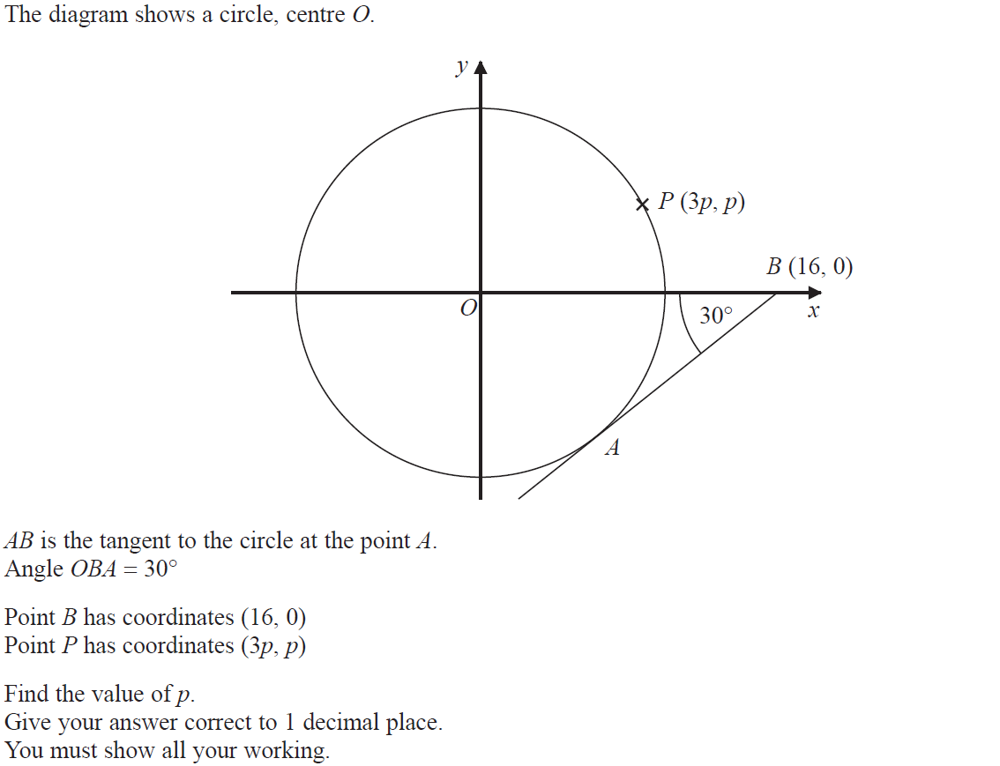 The diagram shows a circle, centre O.
y
P (3p, p)
B (16, 0)
O
30°
x
A
AB is the tangent to the circle at the point A.
Angle OBA = 30°
Point B has coordinates (16, 0)
Point P has coordinates (3p, p)
Find the value of p.
Give your answer correct to 1 decimal place.
You must show all your working.